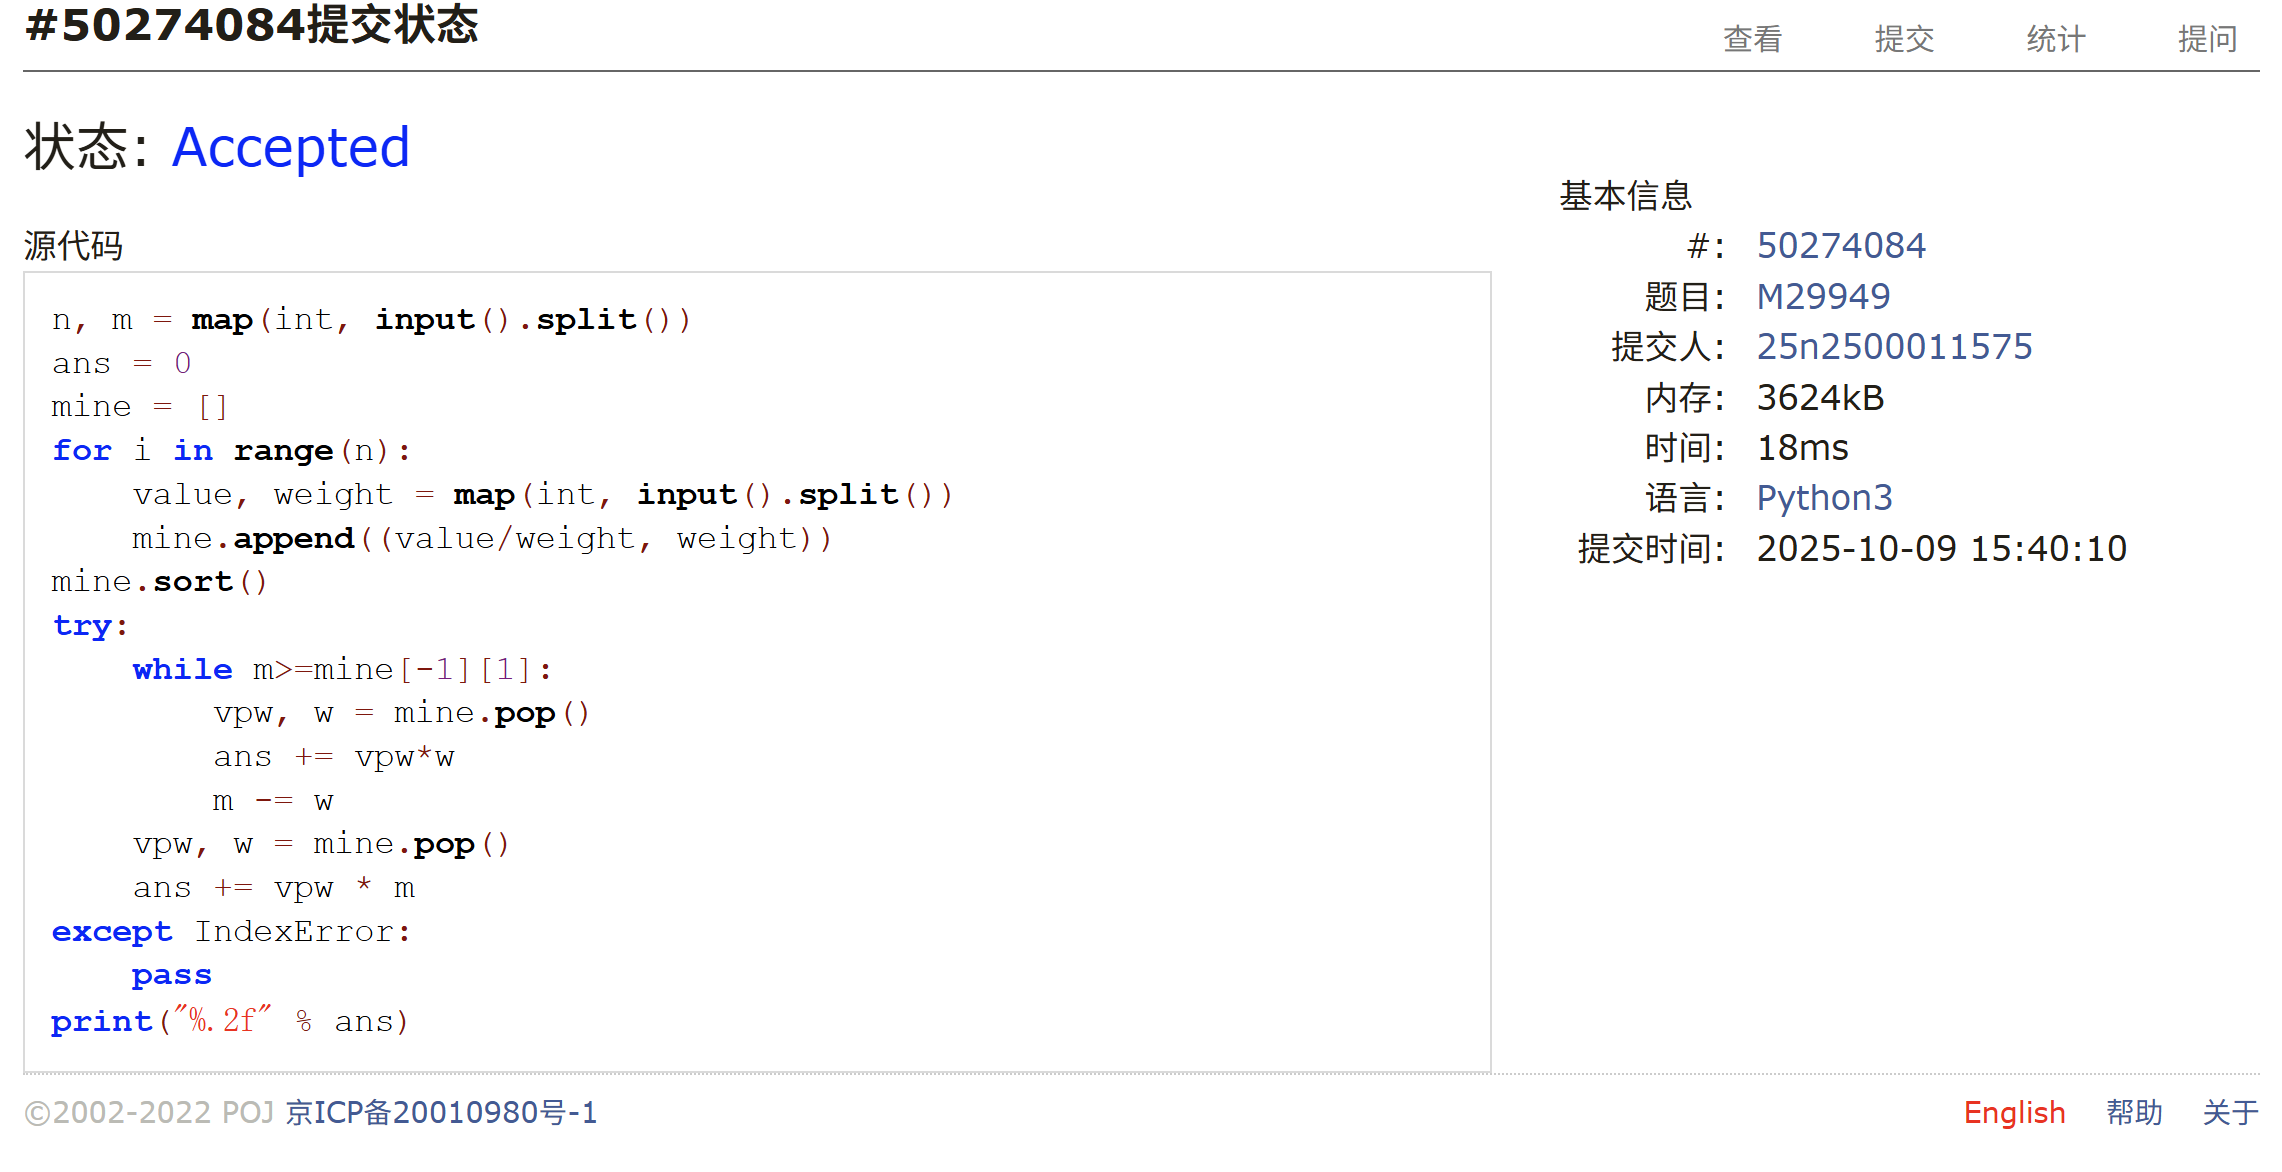 #50274084提交状态
查看 提交 统计 提问
状态: Accepted
源代码
n, m = map(int, input().split())
ans = 0
mine = []
for i in range(n):
    value, weight = map(int, input().split())
    mine.append((value/weight, weight))
mine.sort()
try:
    while m>=mine[-1][1]:
        vpw, w = mine.pop()
        ans += vpw*w
        m -= w
    vpw, w = mine.pop()
    ans += vpw * m
except IndexError:
    pass
print("%.2f" % ans)
基本信息
#: 50274084
题目: M29949
提交人: 25n2500011575
内存: 3624kB
时间: 18ms
语言: Python3
提交时间: 2025-10-09 15:40:10
©2002-2022 POJ 京ICP备20010980号-1
English 帮助 关于